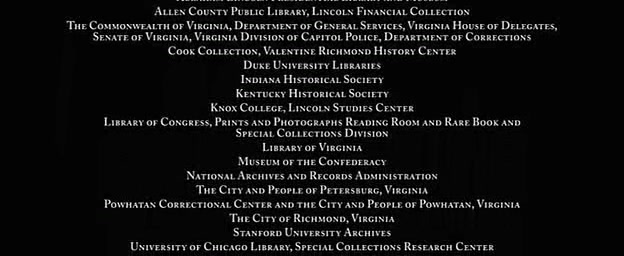 Allen County Public Library, Lincoln Financial Collection
The Commonwealth of Virginia, Department of General Services, Virginia House of Delegates,
Senate of Virginia, Virginia Division of Capitol Police, Department of Corrections
Cook Collection, Valentine Richmond History Center
Duke University Libraries
Indiana Historical Society
Kentucky Historical Society
Knox College, Lincoln Studies Center
Library of Congress, Prints and Photographs Reading Room and Rare Book and
Special Collections Division
Library of Virginia
Museum of the Confederacy
National Archives and Records Administration
The City and People of Petersburg, Virginia
Powhatan Correctional Center and the City and People of Powhatan, Virginia
The City of Richmond, Virginia
Stanford University Archives
University of Chicago Library, Special Collections Research Center